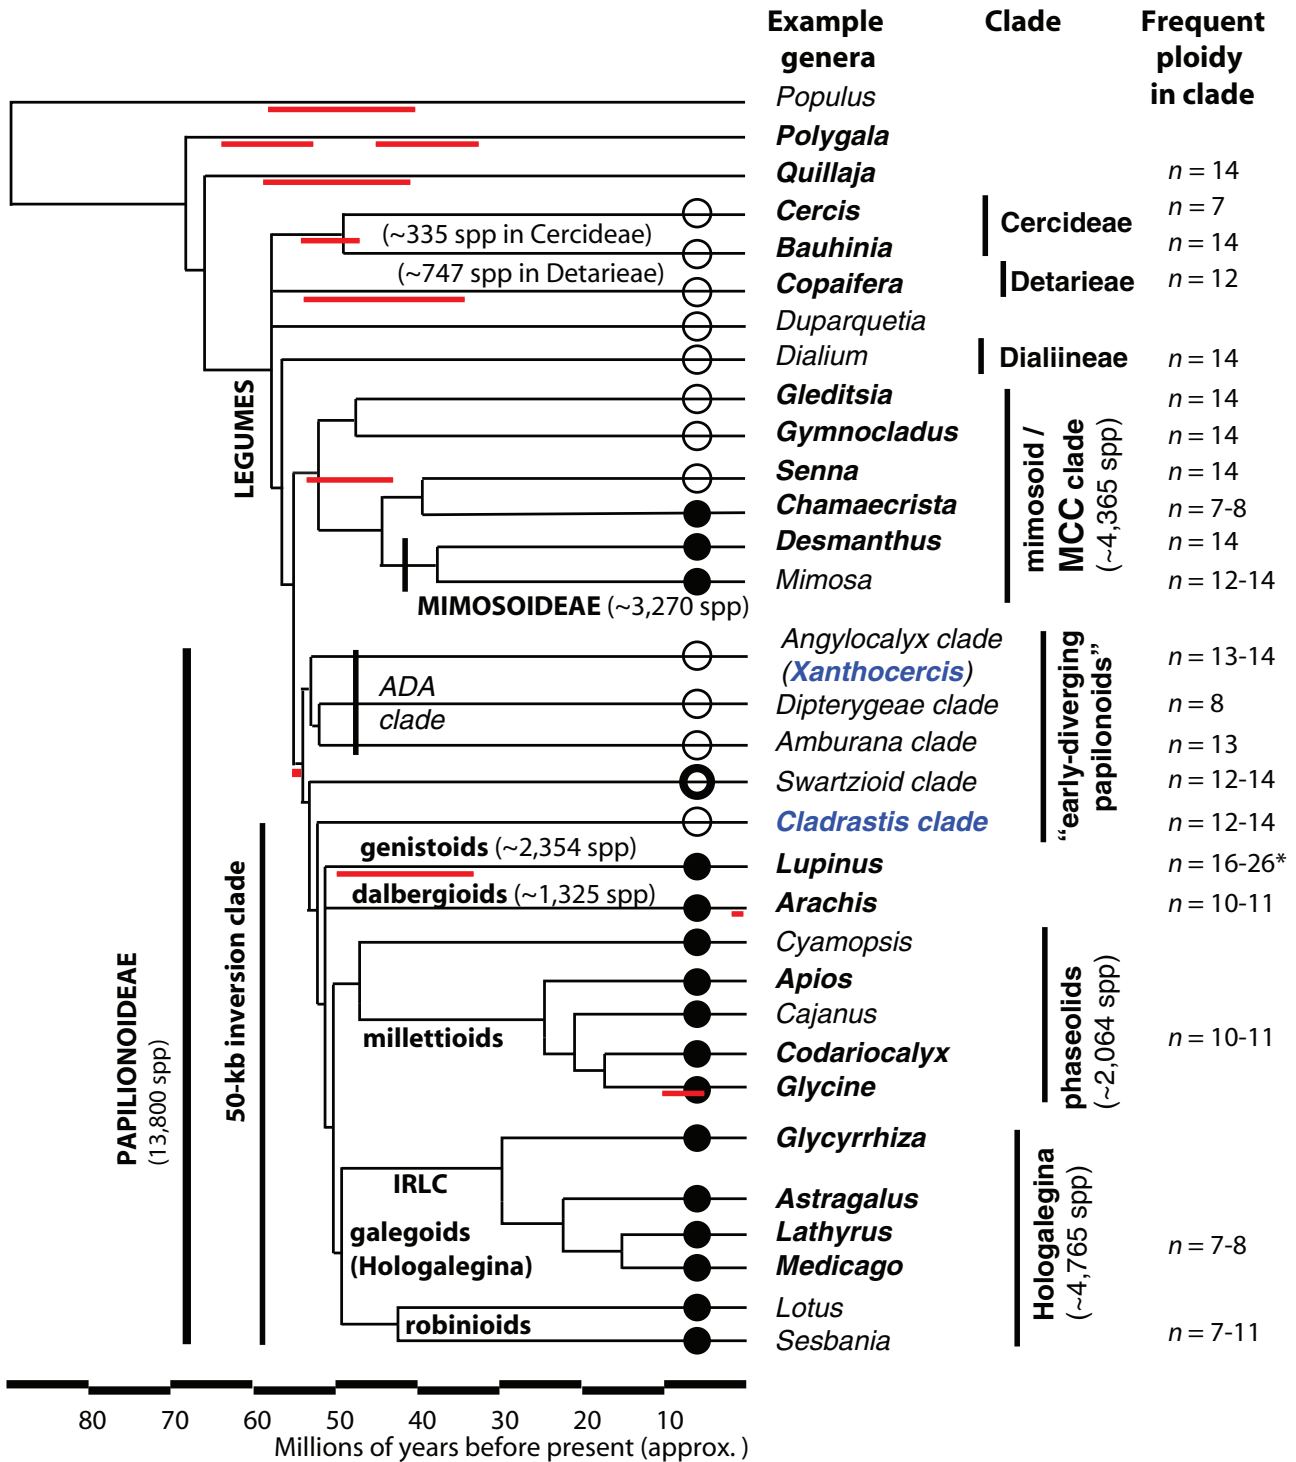 Example genera
Clade
Frequent ploidy in clade
Populus
Polygala
Quillaja n = 14
Cercis n = 7
(~335 spp in Cercideae)
Cercideae
Bauhinia n = 14
(~747 spp in Detarieae)
Copaifera Detarieae n = 12
Duparquetia
Dialium Dialiineae n = 14
LEGUMES
Gleditsia n = 14
Gymnocladus n = 14
Senna n = 14
Chamaecrista n = 7-8
Desmanthus n = 14
Mimosa n = 12-14
mimosoid /
MCC clade
(~4,365 spp)
MIMOSOIDEAE (~3,270 spp)
Angylocalyx clade
(Xanthocercis) n = 13-14
ADA
clade
Dipterygeae clade n = 8
Amburana clade n = 13
Swartzioid clade n = 12-14
Cladrastis clade n = 12-14
“early-diverging
papilonoids”
genistoids (~2,354 spp)
Lupinus n = 16-26*
dalbergioids (~1,325 spp)
Arachis n = 10-11
PAPILIONOIDEAE
(13,800 spp)
50-kb inversion clade
Cyamopsis
Apios
Cajanus
millettioids
Codariocalyx n = 10-11
Glycine
phaseolids
(~2,064 spp)
Glycyrrhiza
IRLC
Astragalus
galegoids
(Hologalegina)
Lathyrus
Medicago n = 7-8
Lotus
robinioids
Sesbania n = 7-11
Hologalegina
(~4,765 spp)
80 70 60 50 40 30 20 10
Millions of years before present (approx. )